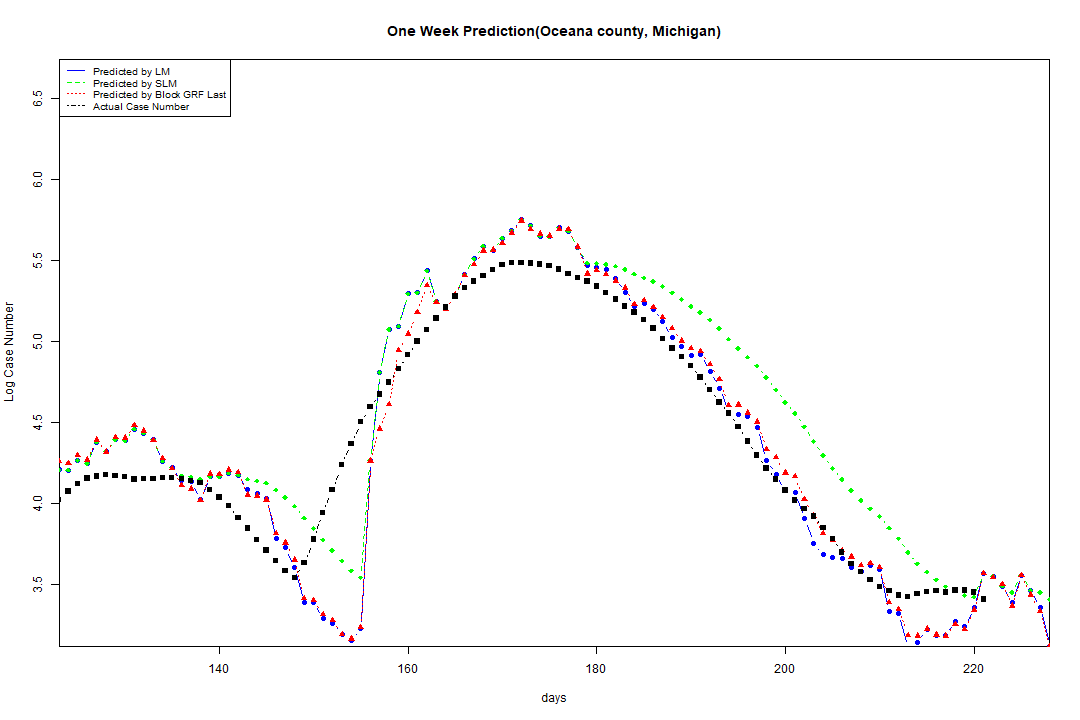 One Week Prediction(Oceana county, Michigan)
Predicted by LM
Predicted by SLM
Predicted by Block GRF Last
Actual Case Number
6.5
6.0
5.5
5.0
4.5
4.0
3.5
Log Case Number
140 160 180 200 220
days